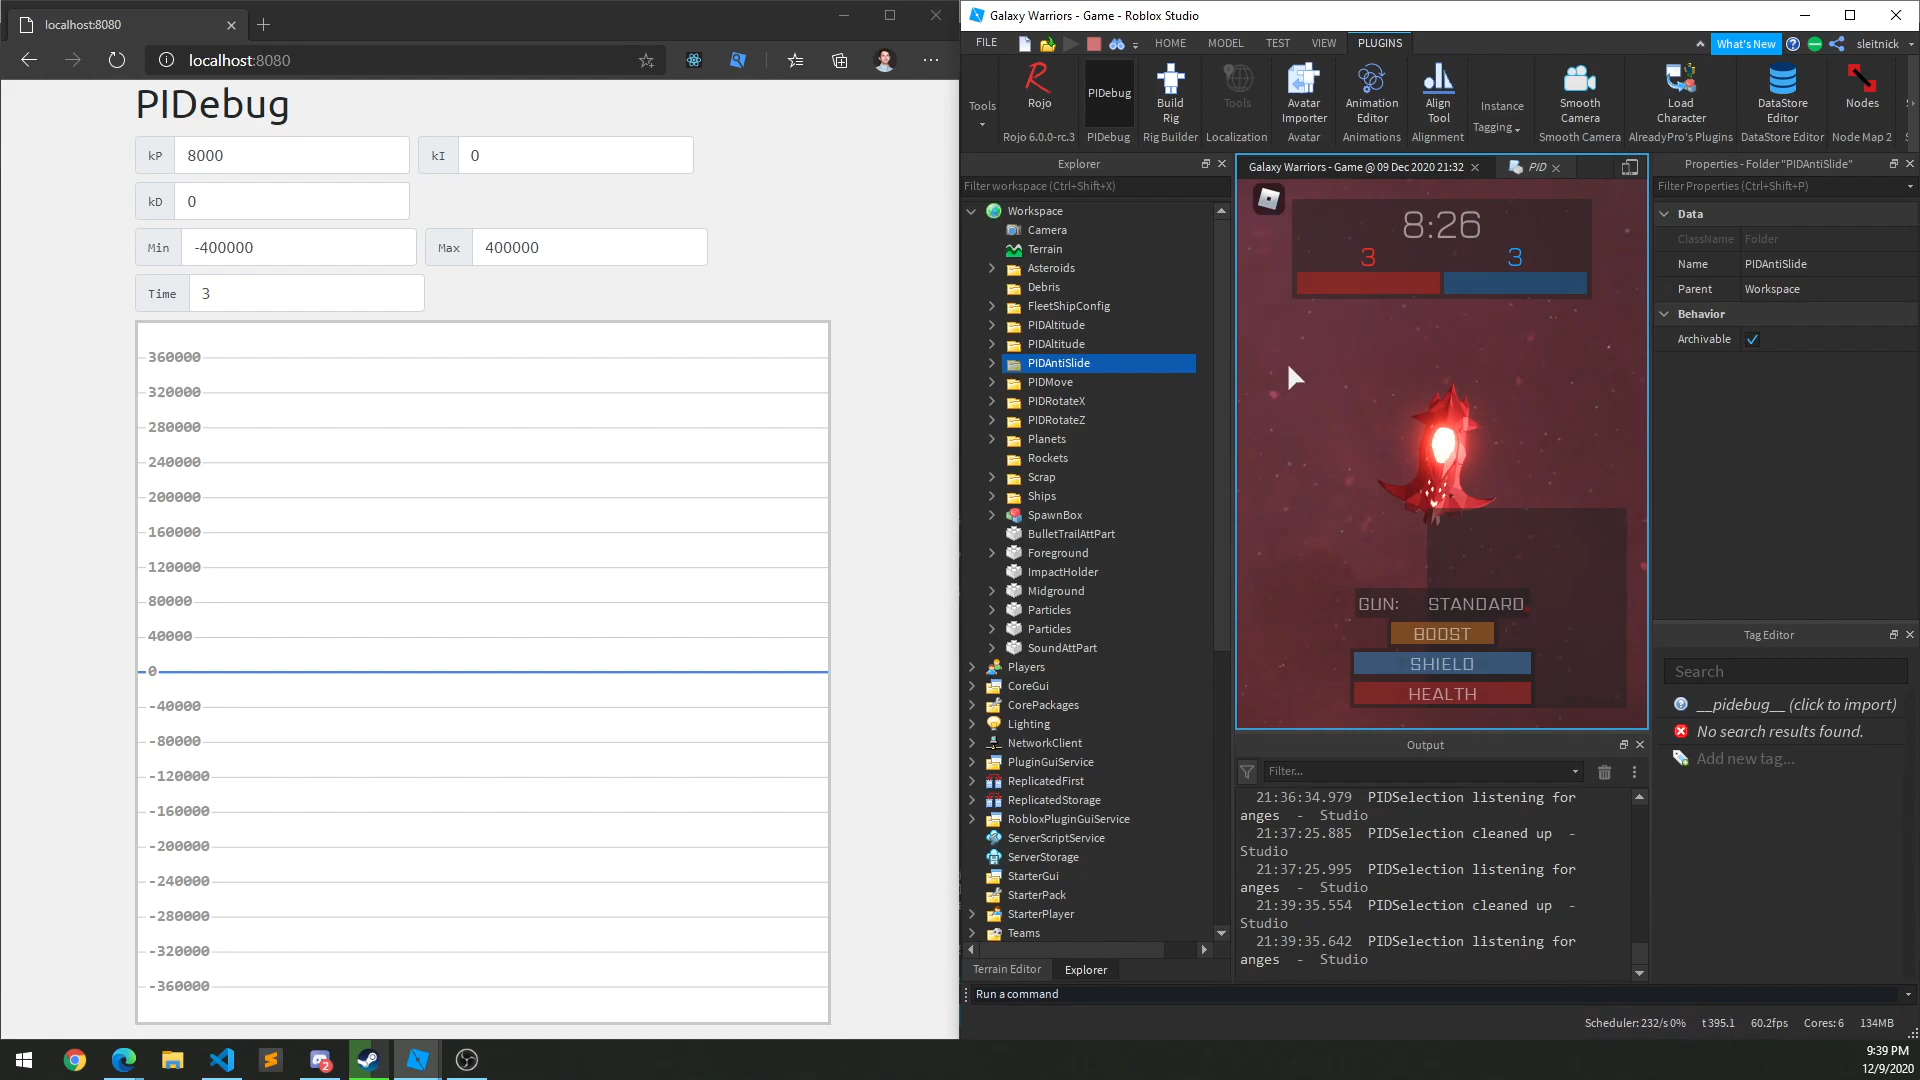 localhost:8080
localhost:8080
PIDebug
kP 8000 kI 0
kD 0
Min -400000 Max 400000
Time 3
360000
320000
280000
240000
200000
160000
120000
80000
40000
0
-40000
-80000
-120000
-160000
-200000
-240000
-280000
-320000
-360000
Galaxy Warriors - Game - Roblox Studio
FILE HOME MODEL TEST VIEW PLUGINS What's New sleitnick
Tools
Rojo
Rojo 6.0.0-rc.3
PIDebug
PIDebug
Build
Rig
Rig Builder
Tools
Localization
Avatar
Importer
Avatar
Animation
Editor
Animations
Align
Tool
Alignment
Instance
Tagging
Smooth
Camera
Smooth Camera
Load
Character
AlreadyPro's Plugins
DataStore
Editor
DataStore Editor
Nodes
Node Map 2
Explorer
Filter workspace (Ctrl+Shift+X)
Workspace
Camera
Terrain
Asteroids
Debris
FleetShipConfig
PIDAltitude
PIDAltitude
PIDAntiSlide
PIDMove
PIDRotateX
PIDRotateZ
Planets
Rockets
Scrap
Ships
SpawnBox
BulletTrailAttPart
Foreground
ImpactHolder
Midground
Particles
Particles
SoundAttPart
Players
CoreGui
CorePackages
Lighting
NetworkClient
PluginGuiService
ReplicatedFirst
ReplicatedStorage
RobloxPluginGuiService
ServerScriptService
ServerStorage
StarterGui
StarterPack
StarterPlayer
Teams
Terrain Editor Explorer
Galaxy Warriors - Game @ 09 Dec 2020 21:32 PID
8:26
3 3
GUN: STANDARD
BOOST
SHIELD
HEALTH
Output
Filter...
21:36:34.979 PIDSelection listening for
anges - Studio
21:37:25.885 PIDSelection cleaned up -
Studio
21:37:25.995 PIDSelection listening for
anges - Studio
21:39:35.554 PIDSelection cleaned up -
Studio
21:39:35.642 PIDSelection listening for
anges - Studio
Properties - Folder "PIDAntiSlide"
Filter Properties (Ctrl+Shift+P)
Data
ClassName Folder
Name PIDAntiSlide
Parent Workspace
Behavior
Archivable
Tag Editor
Search
__pidebug__ (click to import)
No search results found.
Add new tag...
Run a command
Scheduler: 232/s 0% t 395.1 60.2fps Cores: 6 134MB
2
9:39 PM
12/9/2020